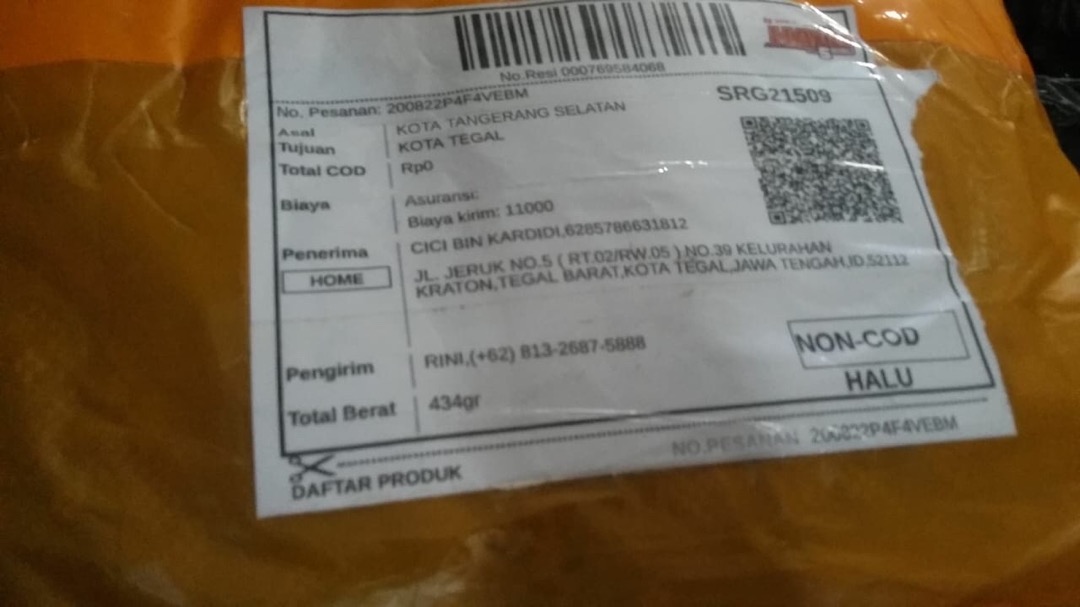 No.Resi 000769584068
No. Pesanan: 200822P4F4VEBM
SRG21509
Asal KOTA TANGERANG SELATAN
Tujuan KOTA TEGAL
Total COD Rp0
Biaya Asuransi:
Biaya kirim: 11000
Penerima CICI BIN KARDIDI,6285786631812
HOME JL. JERUK NO.5 ( RT.02/RW.05 ) NO.39 KELURAHAN
KRATON,TEGAL BARAT,KOTA TEGAL,JAWA TENGAH,ID,52112
Pengirim RINI,(+62) 813-2687-5888
NON-COD
HALU
Total Berat 434gr
NO.PESANAN 200822P4F4VEBM
DAFTAR PRODUK